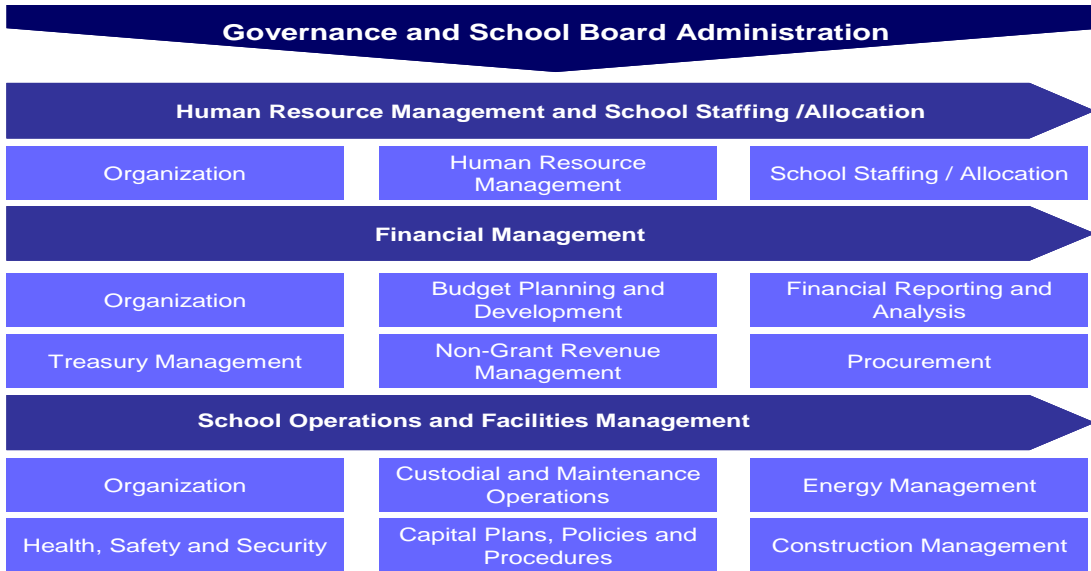 Governance and School Board Administration
Human Resource Management and School Staffing /Allocation
Organization
Human Resource
Management
School Staffing / Allocation
Financial Management
Organization
Budget Planning and
Development
Financial Reporting and
Analysis
Treasury Management
Non-Grant Revenue
Management
Procurement
School Operations and Facilities Management
Organization
Custodial and Maintenance
Operations
Energy Management
Health, Safety and Security
Capital Plans, Policies and
Procedures
Construction Management